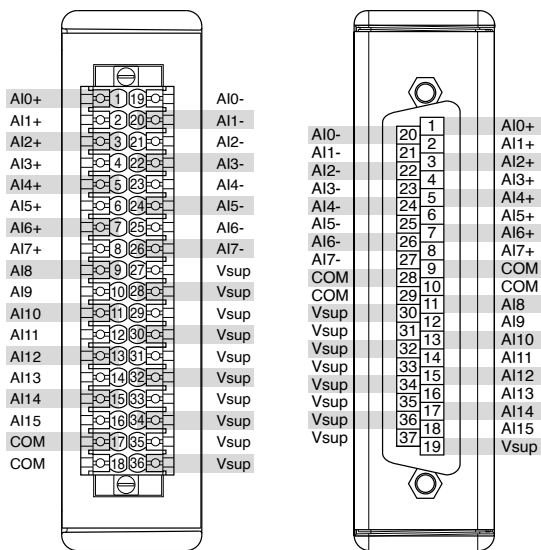 AI0+ 1 19 AI0-
AI1+ 2 20 AI1-
AI2+ 3 21 AI2-
AI3+ 4 22 AI3-
AI4+ 5 23 AI4-
AI5+ 6 24 AI5-
AI6+ 7 25 AI6-
AI7+ 8 26 AI7-
AI8 9 27 Vsup
AI9 10 28 Vsup
AI10 11 29 Vsup
AI11 12 30 Vsup
AI12 13 31 Vsup
AI13 14 32 Vsup
AI14 15 33 Vsup
AI15 16 34 Vsup
COM 17 35 Vsup
COM 18 36 Vsup
1 AI0+
AI0- 20
2 AI1+
AI1- 21
3 AI2+
AI2- 22
4 AI3+
AI3- 23
5 AI4+
AI4- 24
6 AI5+
AI5- 25
7 AI6+
AI6- 26
8 AI7+
AI7- 27
9 COM
COM 28
10 COM
COM 29
11 AI8
Vsup 30
12 AI9
Vsup 31
13 AI10
Vsup 32
14 AI11
Vsup 33
15 AI12
Vsup 34
16 AI13
Vsup 35
17 AI14
Vsup 36
18 AI15
Vsup 37
19 Vsup